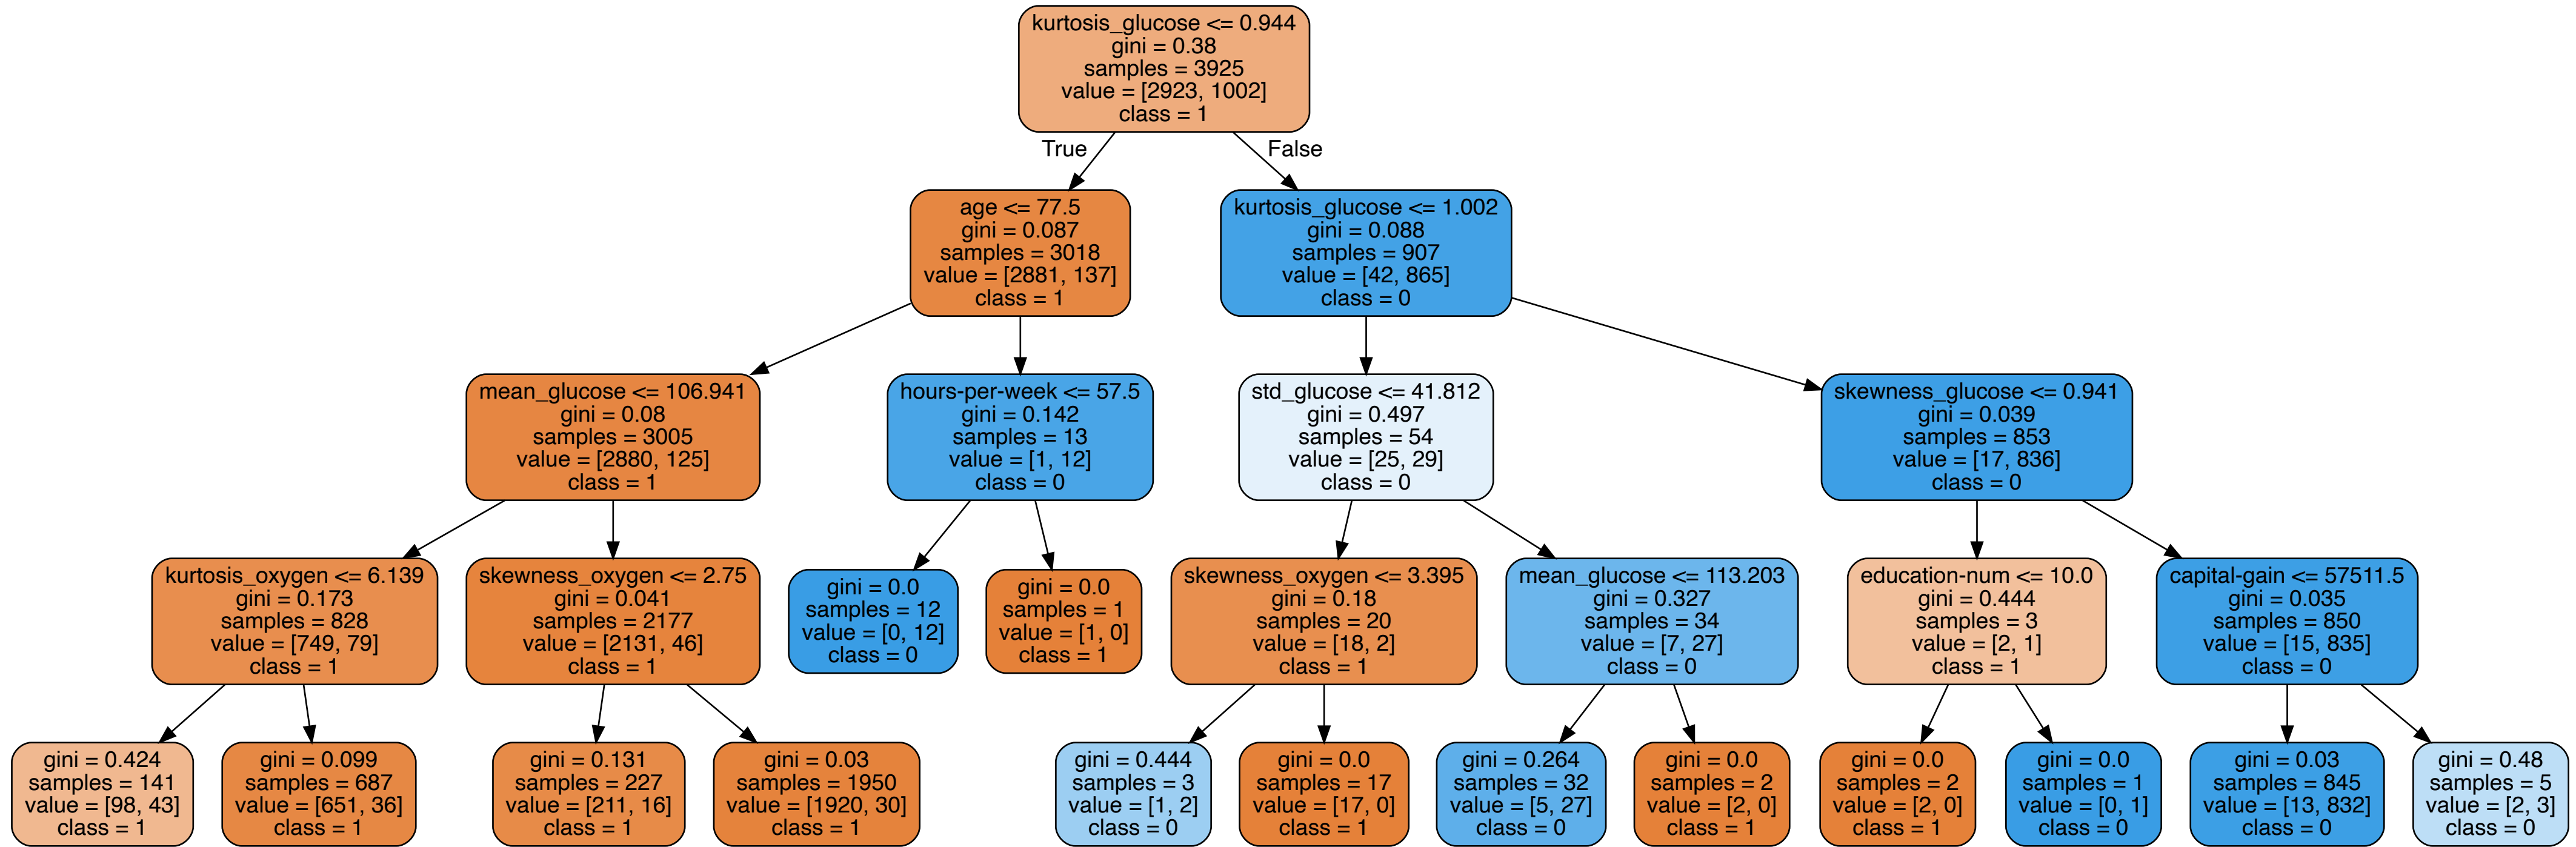 kurtosis_glucose <= 0.944
gini = 0.38
samples = 3925
value = [2923, 1002]
class = 1
True
False
age <= 77.5
gini = 0.087
samples = 3018
value = [2881, 137]
class = 1
kurtosis_glucose <= 1.002
gini = 0.088
samples = 907
value = [42, 865]
class = 0
mean_glucose <= 106.941
gini = 0.08
samples = 3005
value = [2880, 125]
class = 1
hours-per-week <= 57.5
gini = 0.142
samples = 13
value = [1, 12]
class = 0
std_glucose <= 41.812
gini = 0.497
samples = 54
value = [25, 29]
class = 0
skewness_glucose <= 0.941
gini = 0.039
samples = 853
value = [17, 836]
class = 0
kurtosis_oxygen <= 6.139
gini = 0.173
samples = 828
value = [749, 79]
class = 1
skewness_oxygen <= 2.75
gini = 0.041
samples = 2177
value = [2131, 46]
class = 1
gini = 0.0
samples = 12
value = [0, 12]
class = 0
gini = 0.0
samples = 1
value = [1, 0]
class = 1
skewness_oxygen <= 3.395
gini = 0.18
samples = 20
value = [18, 2]
class = 1
mean_glucose <= 113.203
gini = 0.327
samples = 34
value = [7, 27]
class = 0
education-num <= 10.0
gini = 0.444
samples = 3
value = [2, 1]
class = 1
capital-gain <= 57511.5
gini = 0.035
samples = 850
value = [15, 835]
class = 0
gini = 0.424
samples = 141
value = [98, 43]
class = 1
gini = 0.099
samples = 687
value = [651, 36]
class = 1
gini = 0.131
samples = 227
value = [211, 16]
class = 1
gini = 0.03
samples = 1950
value = [1920, 30]
class = 1
gini = 0.444
samples = 3
value = [1, 2]
class = 0
gini = 0.0
samples = 17
value = [17, 0]
class = 1
gini = 0.264
samples = 32
value = [5, 27]
class = 0
gini = 0.0
samples = 2
value = [2, 0]
class = 1
gini = 0.0
samples = 2
value = [2, 0]
class = 1
gini = 0.0
samples = 1
value = [0, 1]
class = 0
gini = 0.03
samples = 845
value = [13, 832]
class = 0
gini = 0.48
samples = 5
value = [2, 3]
class = 0